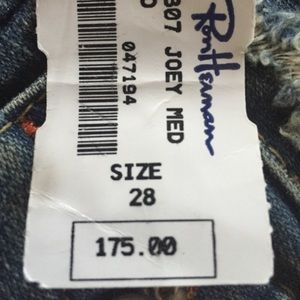 Ron Herman
307 JOEY MED
047194
SIZE
28
175.00